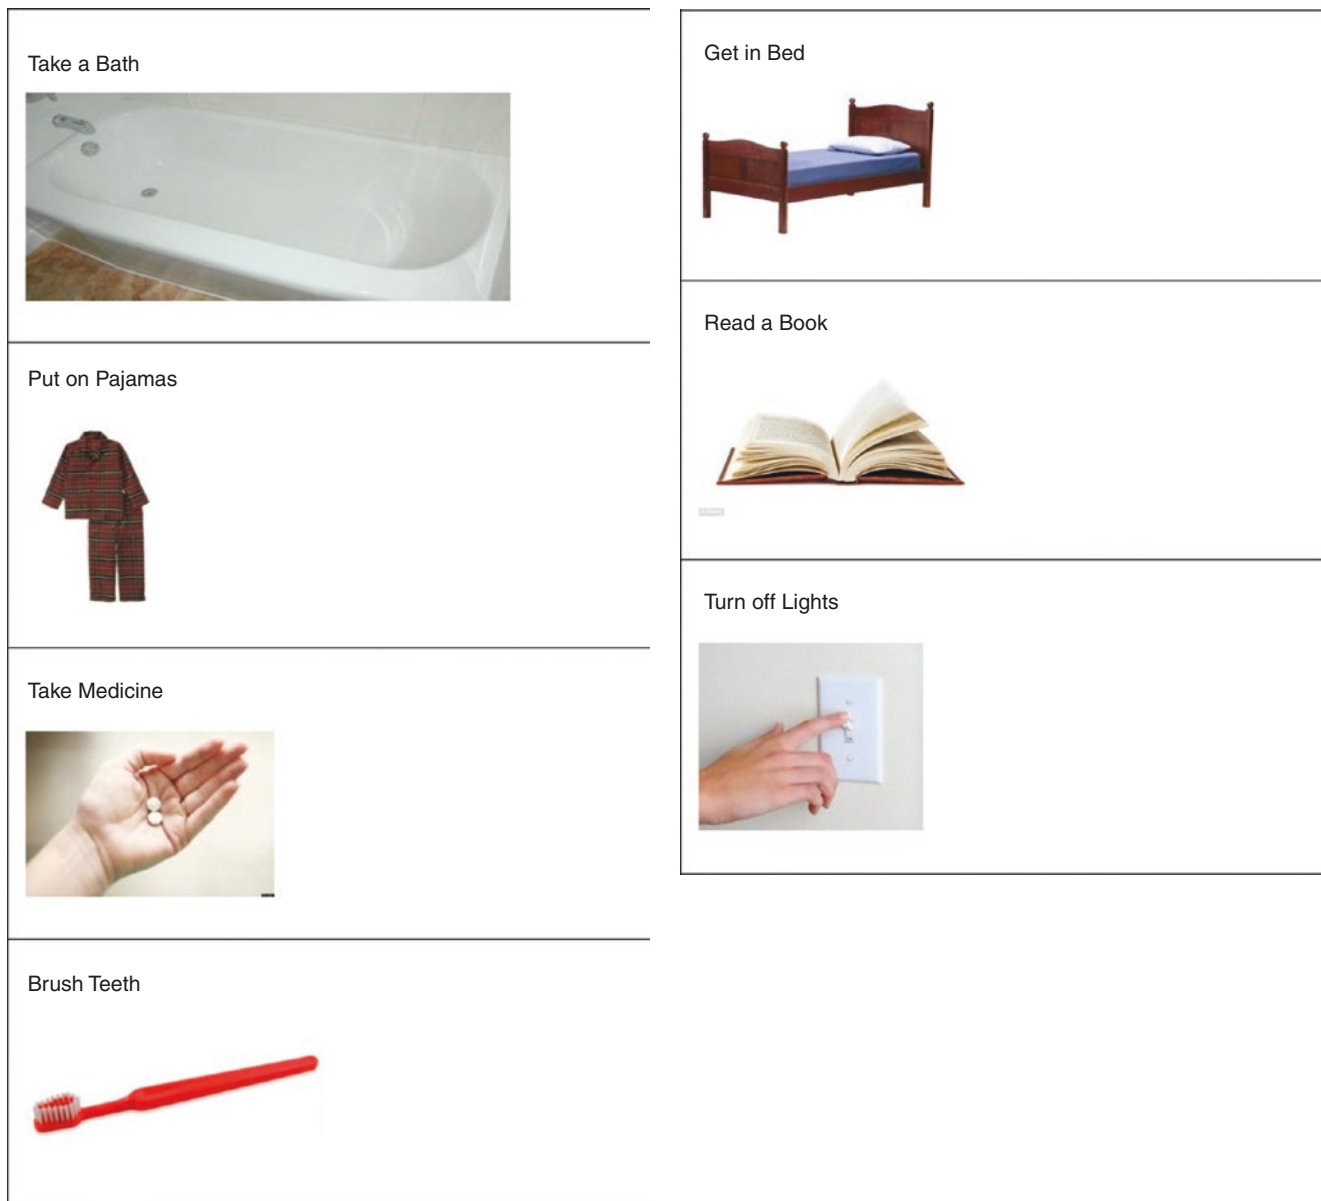 Take a Bath
Put on Pajamas
Take Medicine
Brush Teeth
Get in Bed
Read a Book
Turn off Lights